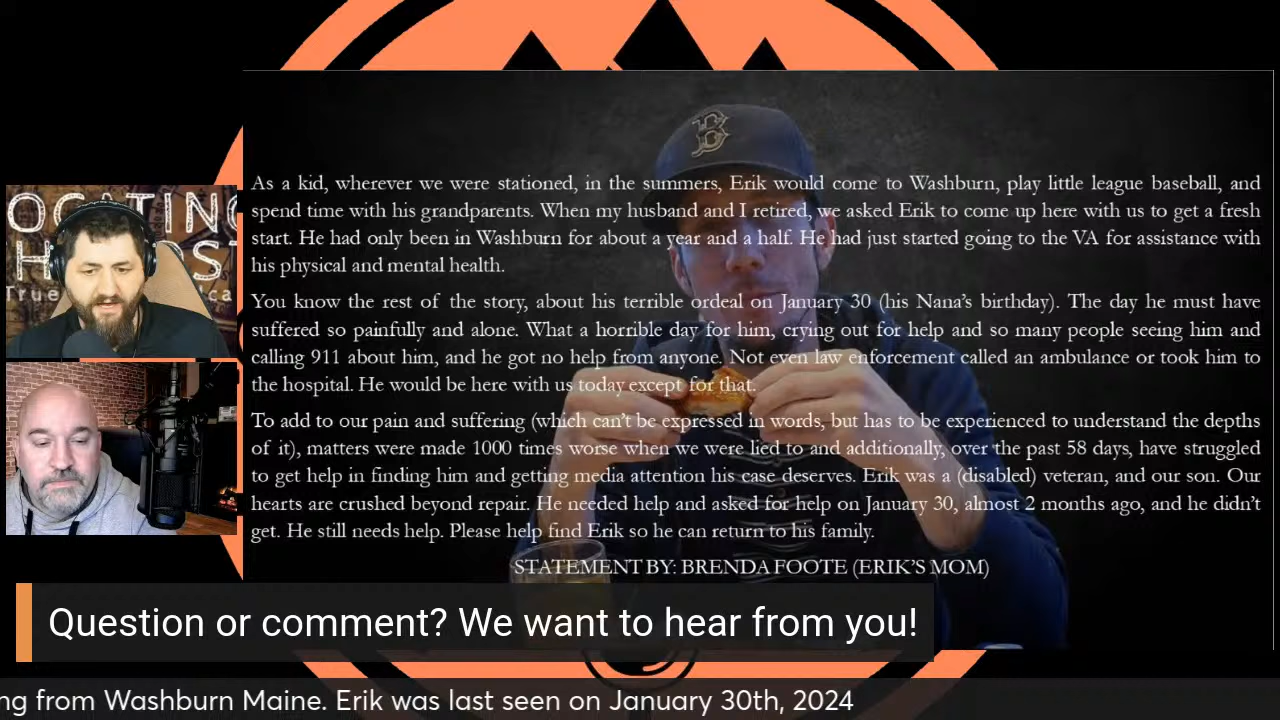 OCATING
H
ST
True
ca
As a kid, wherever we were stationed, in the summers, Erik would come to Washburn, play little league baseball, and
spend time with his grandparents. When my husband and I retired, we asked Erik to come up here with us to get a fresh
start. He had only been in Washburn for about a year and a half. He had just started going to the VA for assistance with
his physical and mental health.
You know the rest of the story, about his terrible ordeal on January 30 (his Nana's birthday). The day he must have
suffered so painfully and alone. What a horrible day for him, crying out for help and so many people seeing him and
calling 911 about him, and he got no help from anyone. Not even law enforcement called an ambulance or took him to
the hospital. He would be here with us today except for that.
To add to our pain and suffering (which can't be expressed in words, but has to be experienced to understand the depths
of it), matters were made 1000 times worse when we were lied to and additionally, over the past 58 days, have struggled
to get help in finding him and getting media attention his case deserves. Erik was a (disabled) veteran, and our son. Our
hearts are crushed beyond repair. He needed help and asked for help on January 30, almost 2 months ago, and he didn't
get. He still needs help. Please help find Erik so he can return to his family.
STATEMENT BY: BRENDA FOOTE (ERIK'S MOM)
Question or comment? We want to hear from you!
ng from Washburn Maine. Erik was last seen on January 30th, 2024